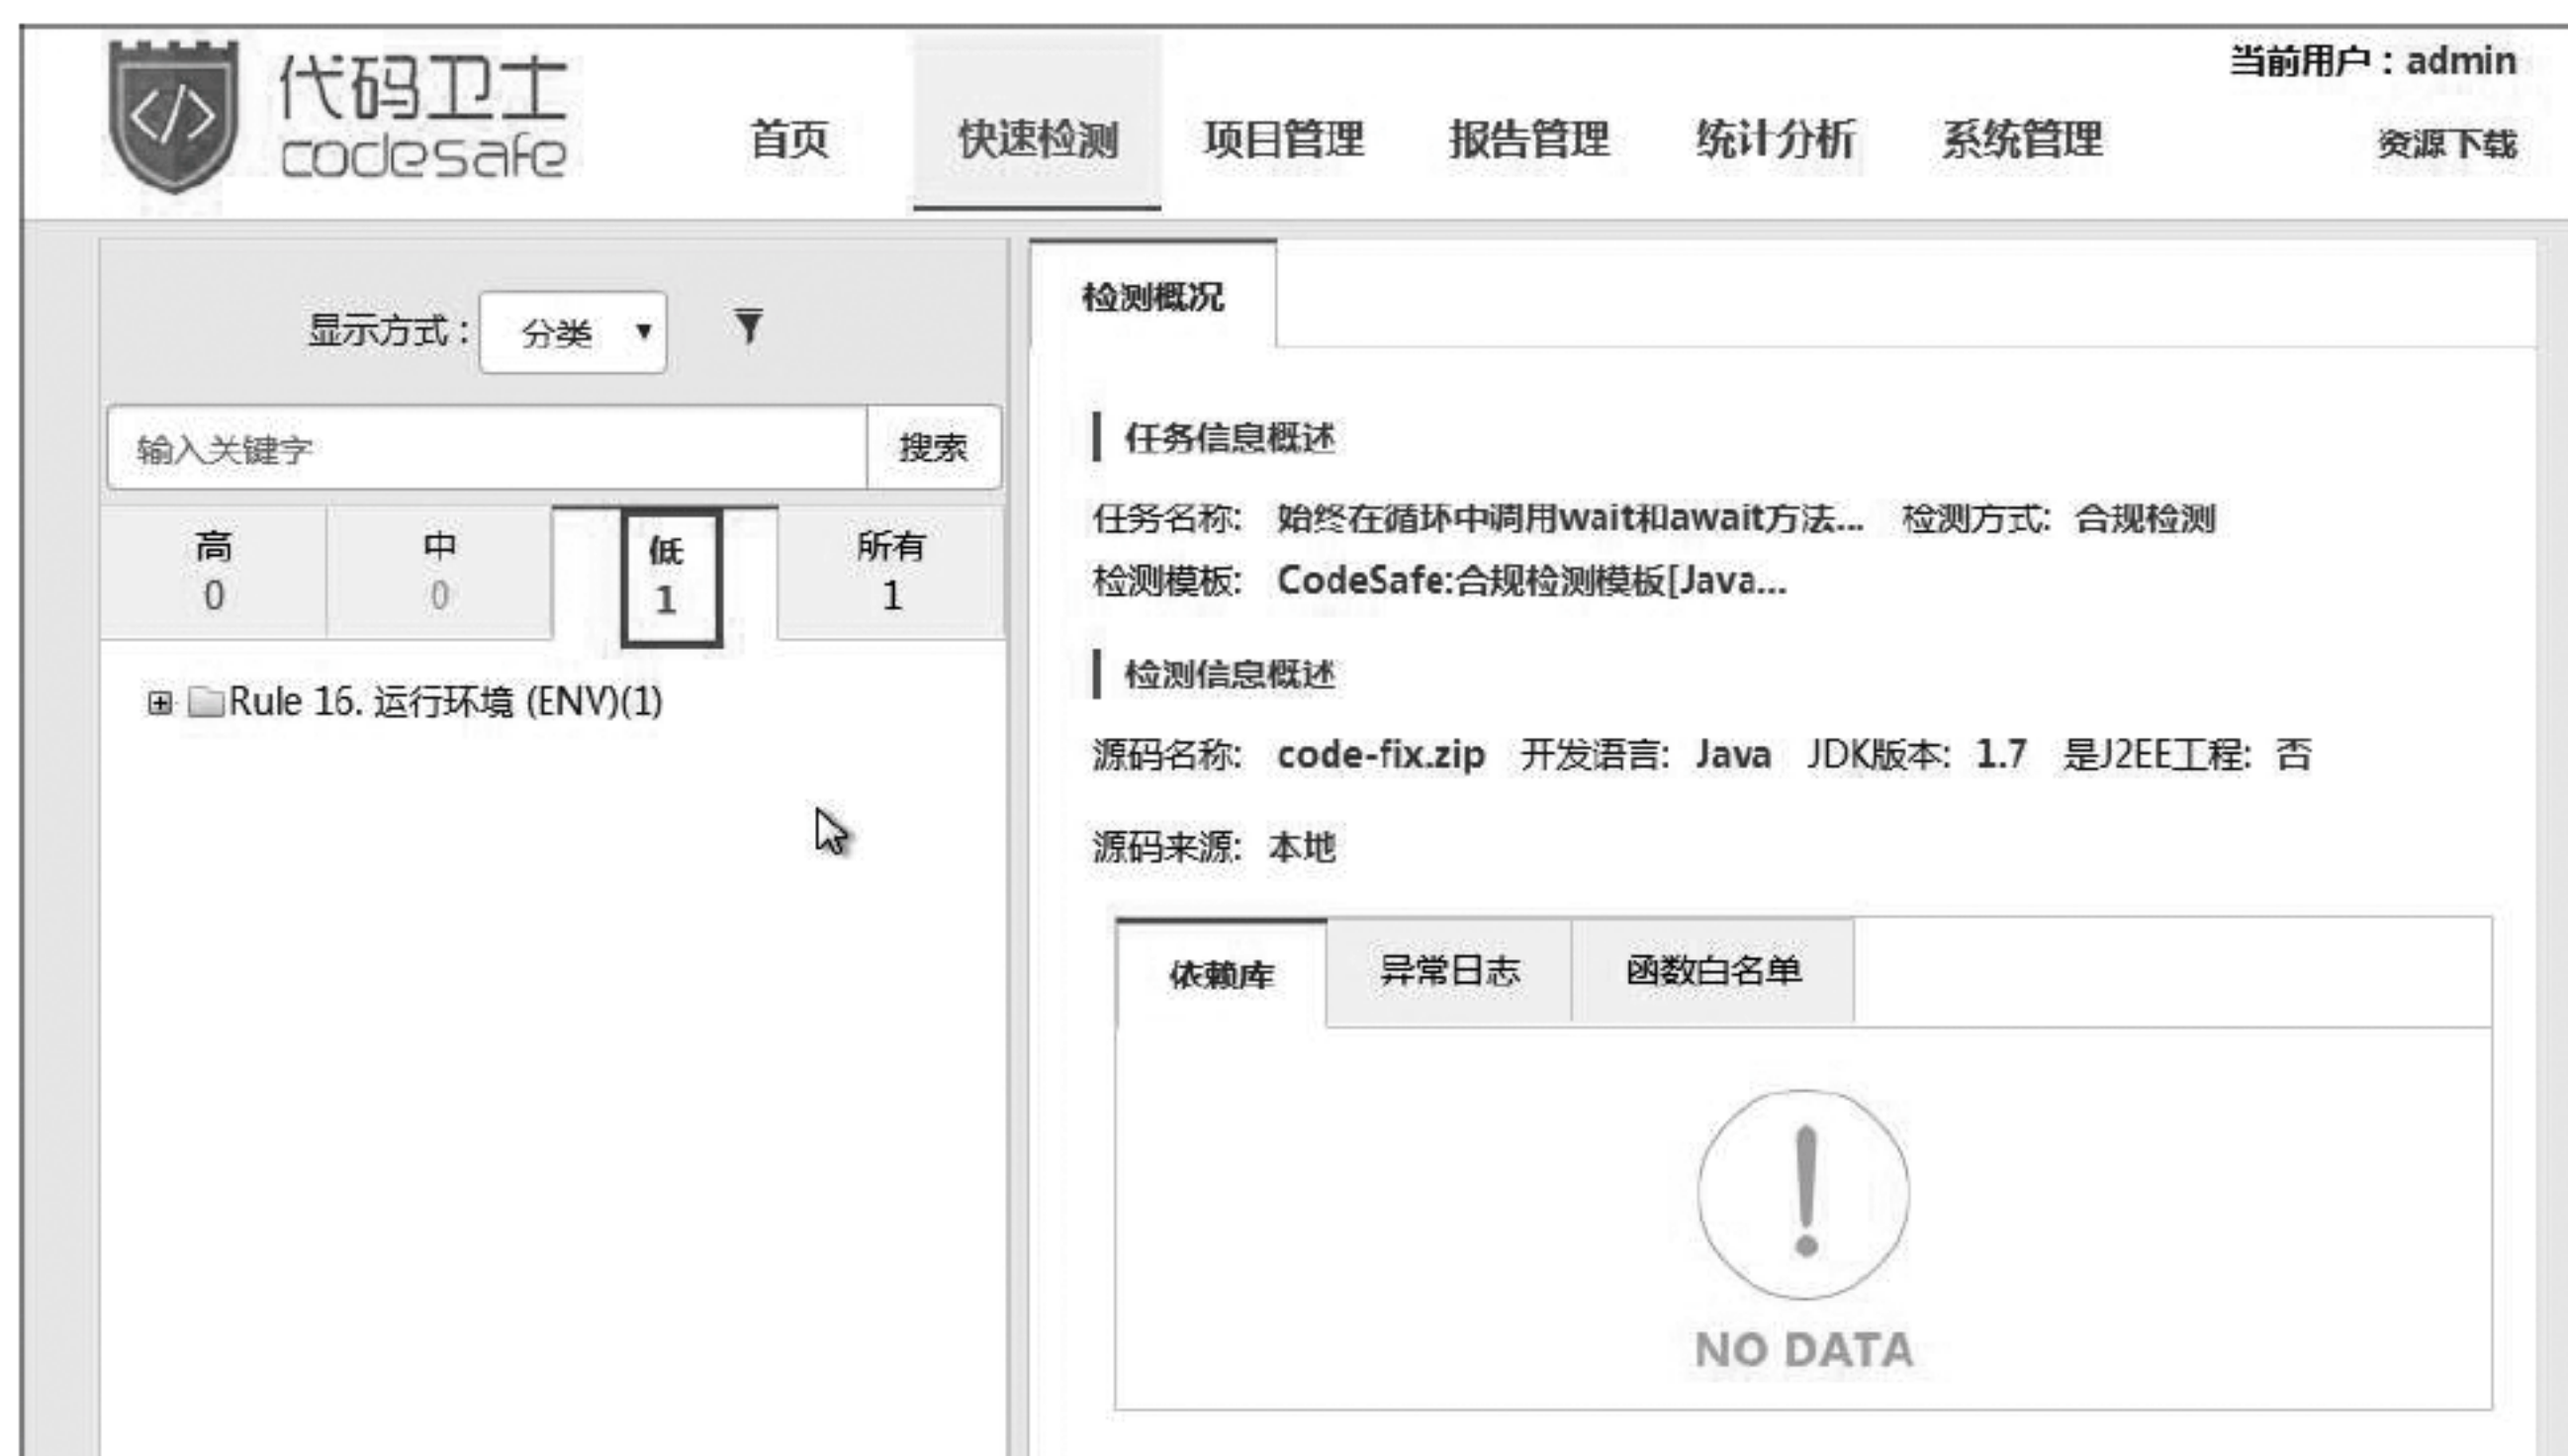 代码卫士
codesafe
首页 快速检测 项目管理 报告管理 统计分析 系统管理
当前用户：admin
资源下载
显示方式： 分类
输入关键字 搜索
高 中 低 所有
0 0 1 1
Rule 16. 运行环境 (ENV)(1)
检测概况
任务信息概述
任务名称: 始终在循环中调用wait和await方法... 检测方式: 合规检测
检测模板: CodeSafe:合规检测模板[Java...
检测信息概述
源码名称: code-fix.zip 开发语言: Java JDK版本: 1.7 是J2EE工程: 否
源码来源: 本地
依赖库 异常日志 函数白名单
NO DATA